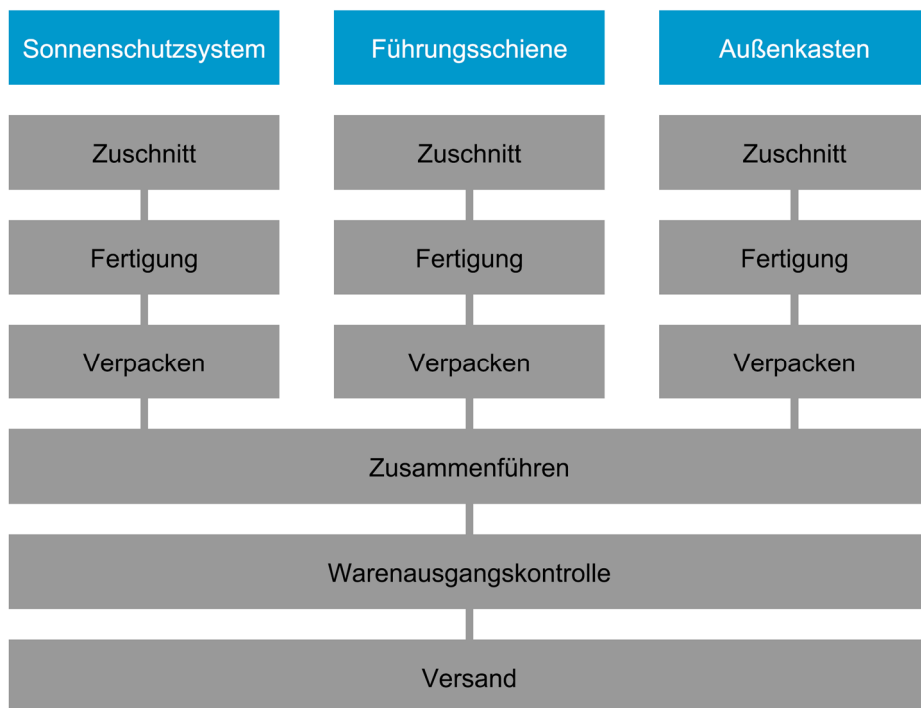 Sonnenschutzsystem
Führungsschiene
Außenkasten
Zuschnitt
Zuschnitt
Zuschnitt
Fertigung
Fertigung
Fertigung
Verpacken
Verpacken
Verpacken
Zusammenführen
Warenausgangskontrolle
Versand